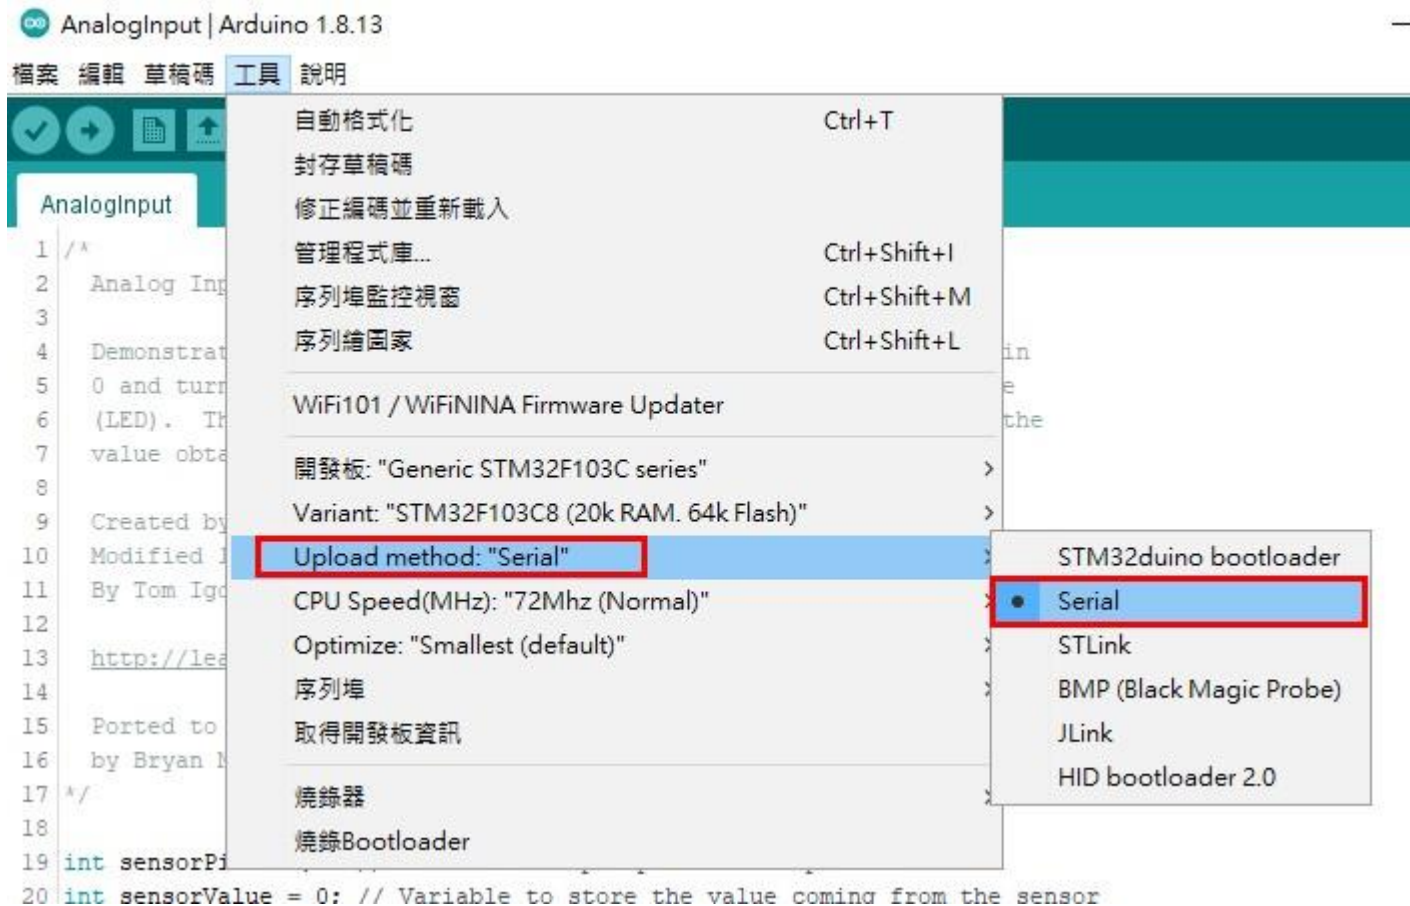 AnalogInput | Arduino 1.8.13
檔案 編輯 草稿碼 工具 說明
自動格式化 Ctrl+T
封存草稿碼
修正編碼並重新載入
管理程式庫... Ctrl+Shift+I
序列埠監控視窗 Ctrl+Shift+M
序列繪圖家 Ctrl+Shift+L
WiFi101 / WiFiNINA Firmware Updater
開發板: "Generic STM32F103C series"
Variant: "STM32F103C8 (20k RAM. 64k Flash)"
Upload method: "Serial"
CPU Speed(MHz): "72Mhz (Normal)"
Optimize: "Smallest (default)"
序列埠
取得開發板資訊
燒錄器
燒錄Bootloader
STM32duino bootloader
Serial
STLink
BMP (Black Magic Probe)
JLink
HID bootloader 2.0
AnalogInput
1 /*
2 Analog
3
4 in
5 0 and
6 (LED). the
7 value
8
9 Created by
10 Modified
11 By Tom
12
13 http://
14
15 Ported to
16 by Bryan
17 */
18
19 int
20 int sensorValue = 0; // Variable to store the value coming from the sensor